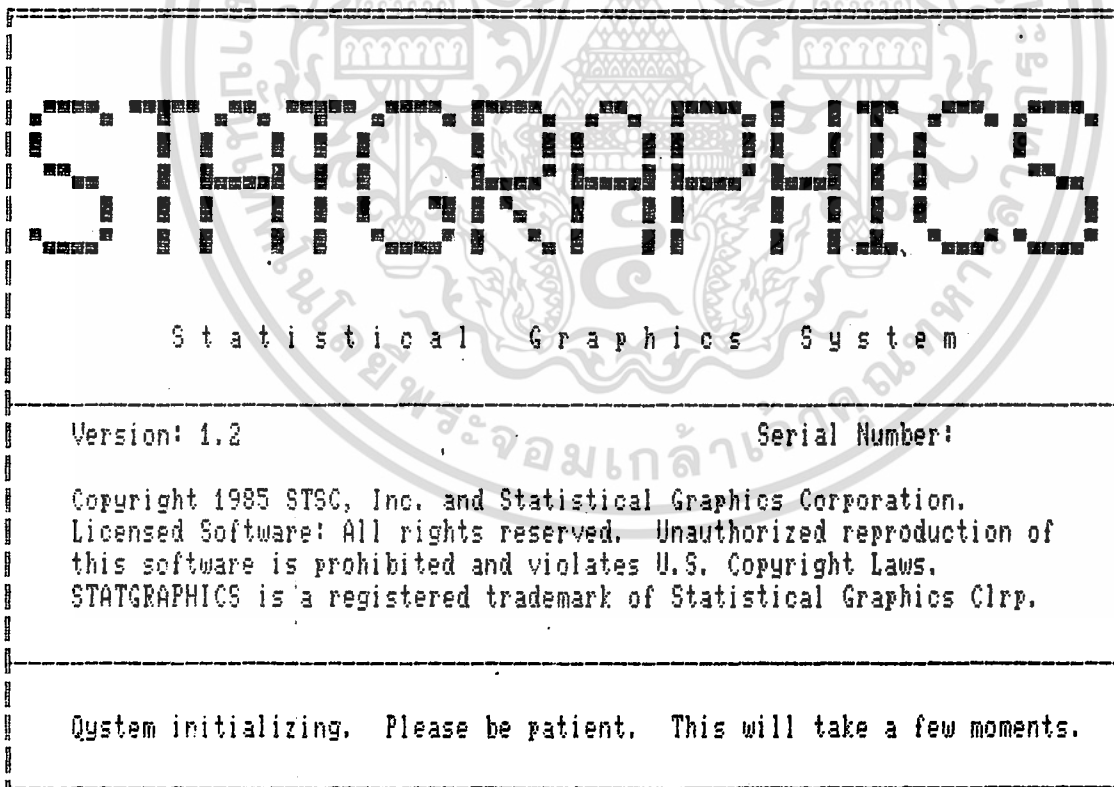 STATGRAPHICS
Statistical Graphics System
Version: 1.2 Serial Number:
Copyright 1985 STSC, Inc. and Statistical Graphics Corporation.
Licensed Software: All rights reserved. Unauthorized reproduction of
this software is prohibited and violates U.S. Copyright Laws.
STATGRAPHICS is a registered trademark of Statistical Graphics Clrp.
Qystem initializing. Please be patient. This will take a few moments.